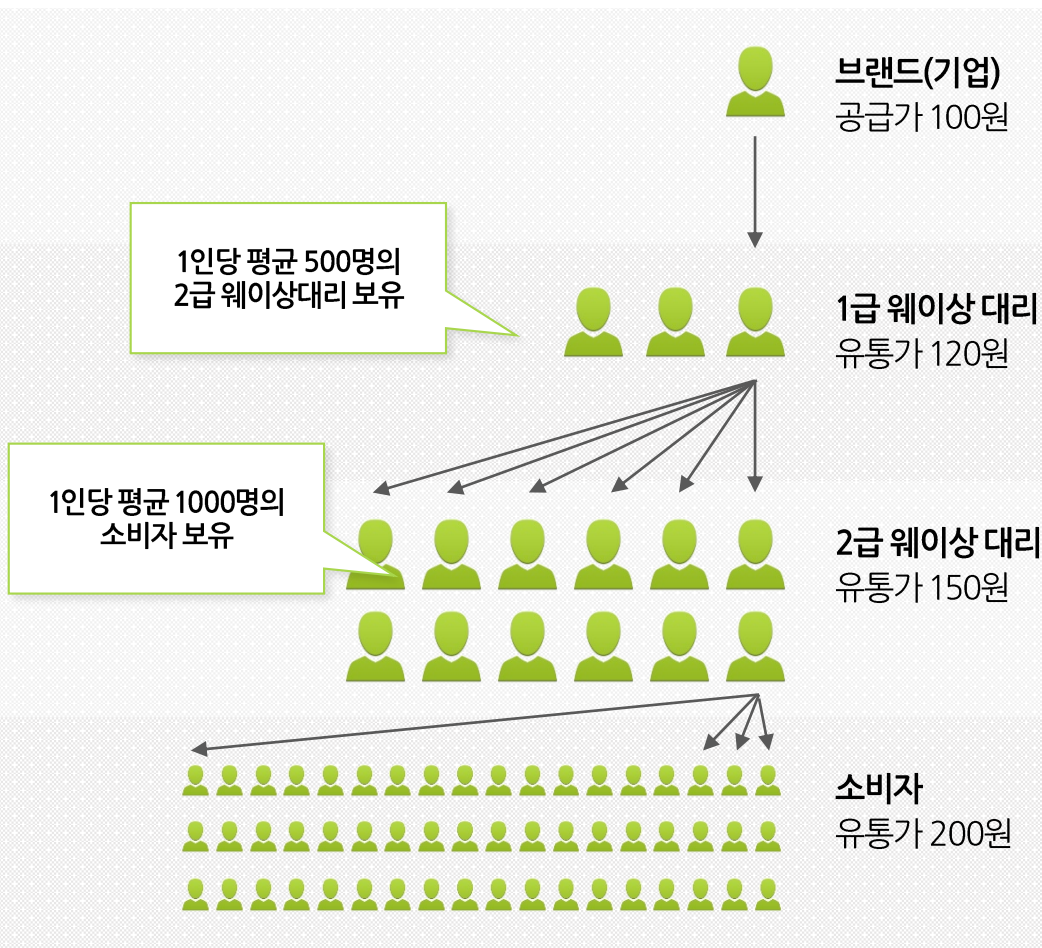 브랜드(기업)
공급가 100원
1인당 평균 500명의
2급 웨이상대리 보유
1급 웨이상 대리
유통가 120원
1인당 평균 1000명의
소비자 보유
2급 웨이상 대리
유통가 150원
소비자
유통가 200원